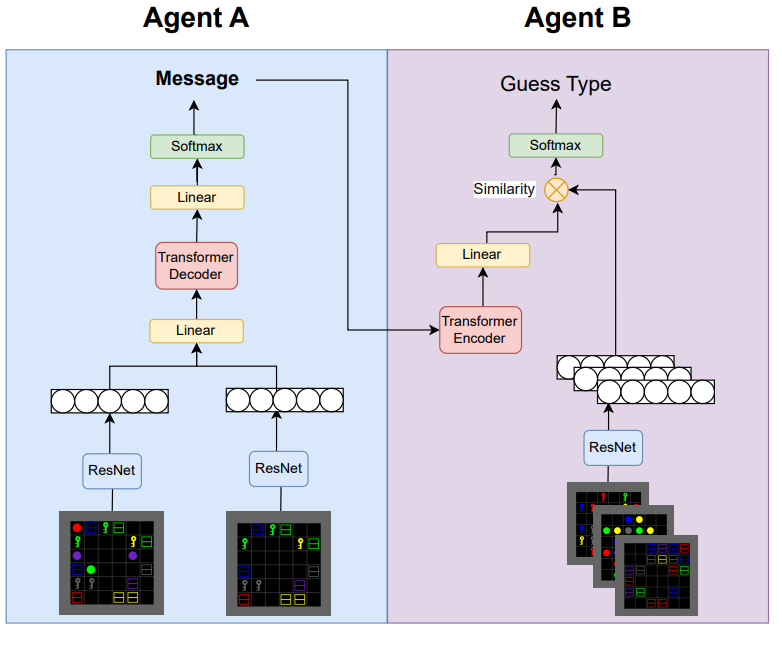 Agent A
Agent B
Message
Guess Type
Softmax
Softmax
Linear
Similarity
Transformer
Decoder
Linear
Linear
Transformer
Encoder
ResNet
ResNet
ResNet